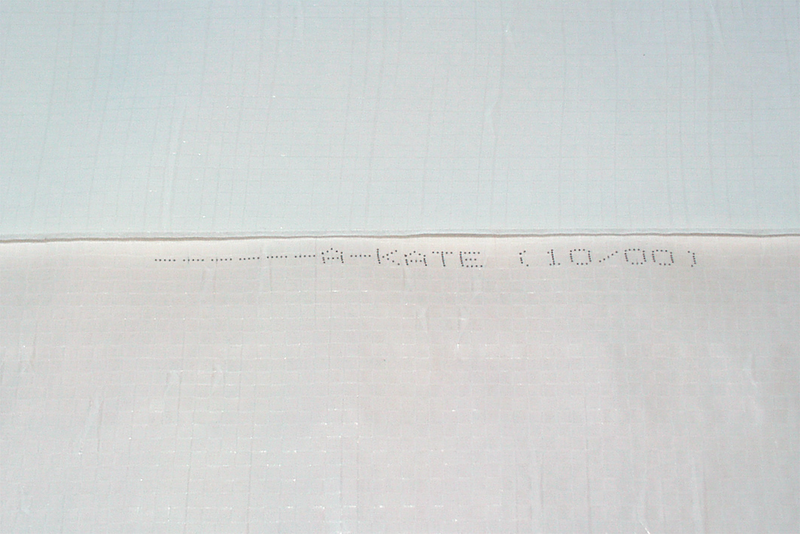 ------A-KATE (10/00)